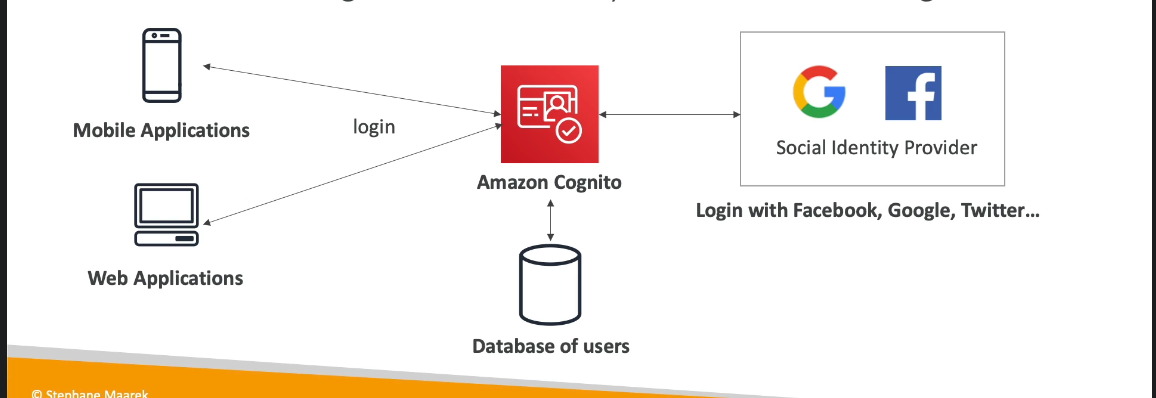 Mobile Applications
login
Amazon Cognito
Social Identity Provider
Login with Facebook, Google, Twitter...
Web Applications
Database of users
© Stephane Maarek